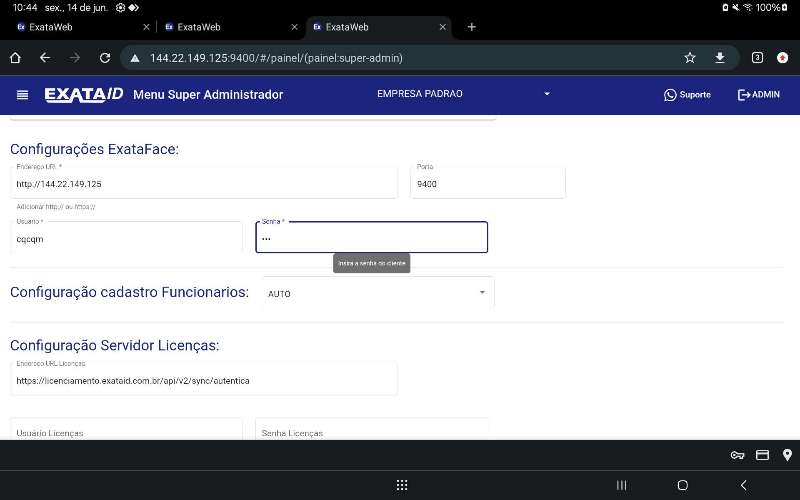 10:44 sex., 14 de jun. 100%
ExataWeb ExataWeb ExataWeb
144.22.149.125:9400/#/painel/(painel:super-admin) 3
EXATAID Menu Super Administrador EMPRESA PADRAO Suporte ADMIN
Configurações ExataFace:
Endereço URL * Porta
http://144.22.149.125 9400
Adicionar http:// ou https://
Usuário * Senha *
cqcqm •••
Insira a senha do cliente
Configuração cadastro Funcionarios: AUTO
Configuração Servidor Licenças:
Endereço URL Licenças
https://licenciamento.exataid.com.br/api/v2/sync/autentica
Usuário Licenças Senha Licenças